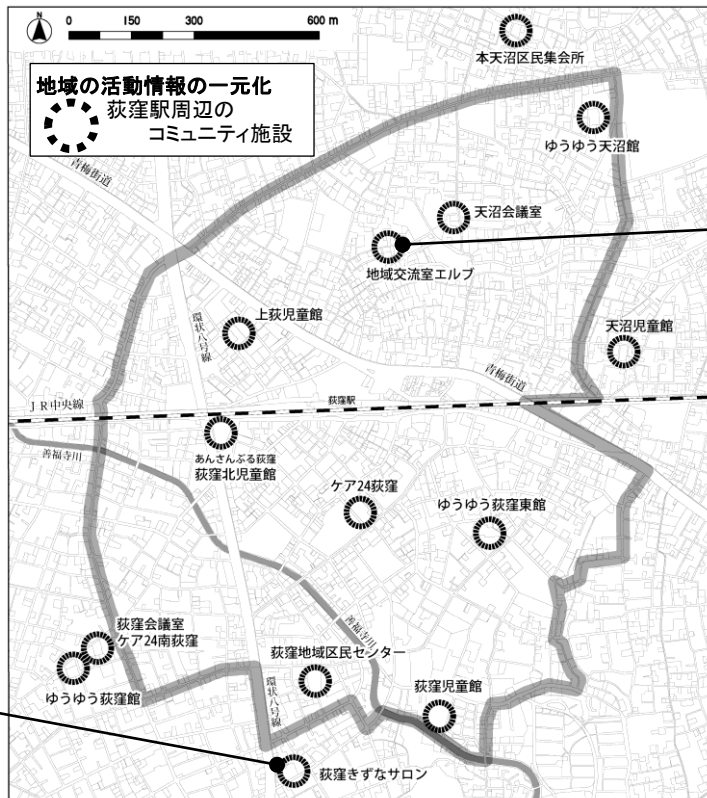 N
0 150 300 600 m
地域の活動情報の一元化
荻窪駅周辺の
コミュニティ施設
本天沼区民集会所
ゆうゆう天沼館
青梅街道
天沼会議室
地域交流室エルブ
環状八号線
上荻児童館
天沼児童館
青梅街道
JR中央線
荻窪駅
善福寺川
あんさんぶる荻窪
荻窪北児童館
ケア24荻窪
ゆうゆう荻窪東館
善福寺川
荻窪会議室
ケア24南荻窪
荻窪地域区民センター
ゆうゆう荻窪館
環状八号線
荻窪児童館
荻窪きずなサロン